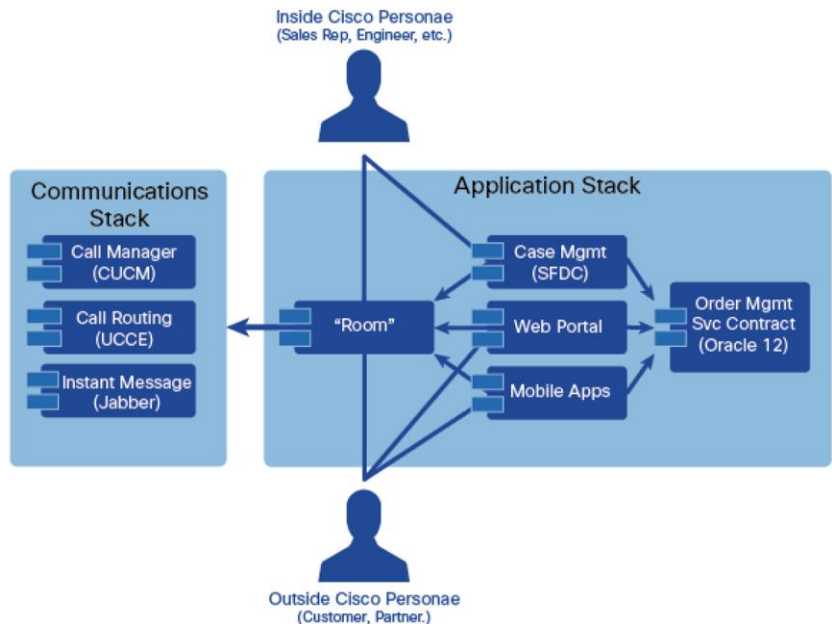 Inside Cisco Personae
(Sales Rep, Engineer, etc.)
Communications
Stack
Call Manager
(CUCM)
Call Routing
(UCCE)
Instant Message
(Jabber)
Application Stack
"Room"
Case Mgmt
(SFDC)
Web Portal
Mobile Apps
Order Mgmt
Svc Contract
(Oracle 12)
Outside Cisco Personae
(Customer, Partner.)